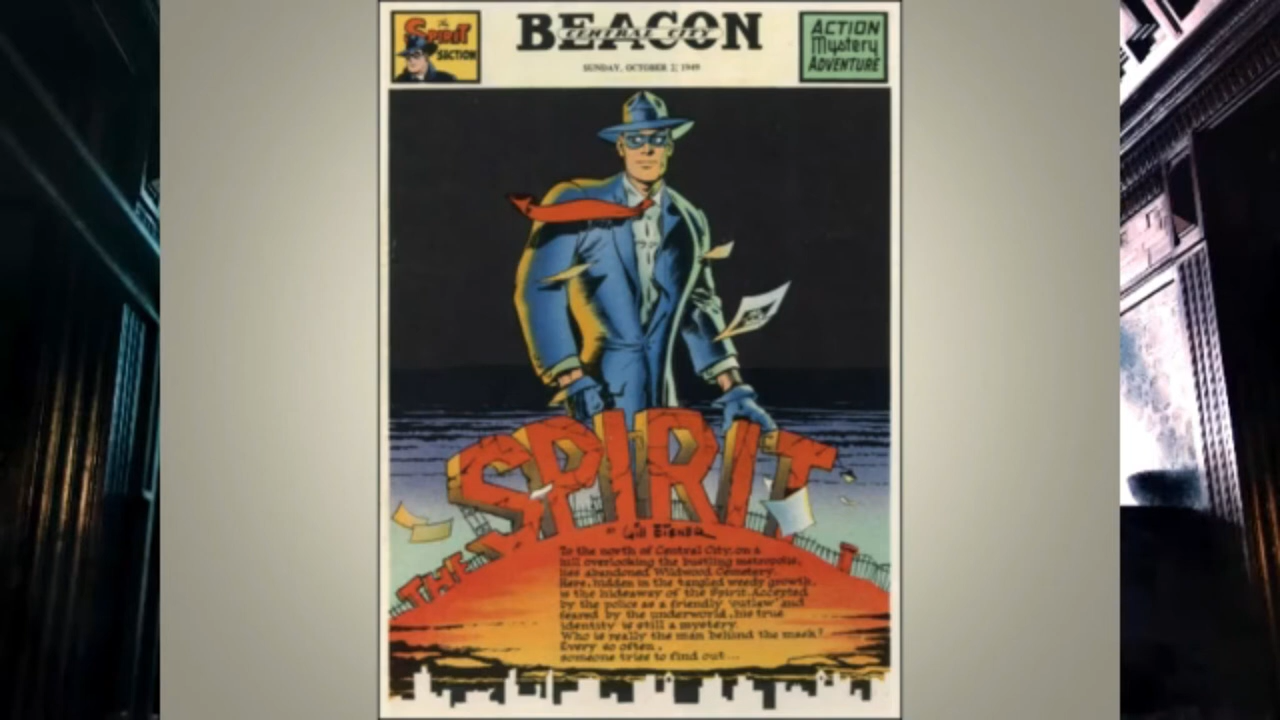 The
SPIRIT
SECTION
BEACON
CENTRAL CITY
SUNDAY, OCTOBER 2, 1949
ACTION
Mystery
ADVENTURE
THE SPIRIT
BY Will Eisner
To the north of Central City, on a
hill overlooking the bustling metropolis,
lies abandoned Wildwood Cemetery.
Here, hidden in the tangled weedy growth,
is the hideaway of the Spirit. Accepted
by the police as a friendly "outlaw" and
feared by the underworld, his true
identity is still a mystery.
Who is really the man behind the mask?
Every so often,
someone tries to find out...